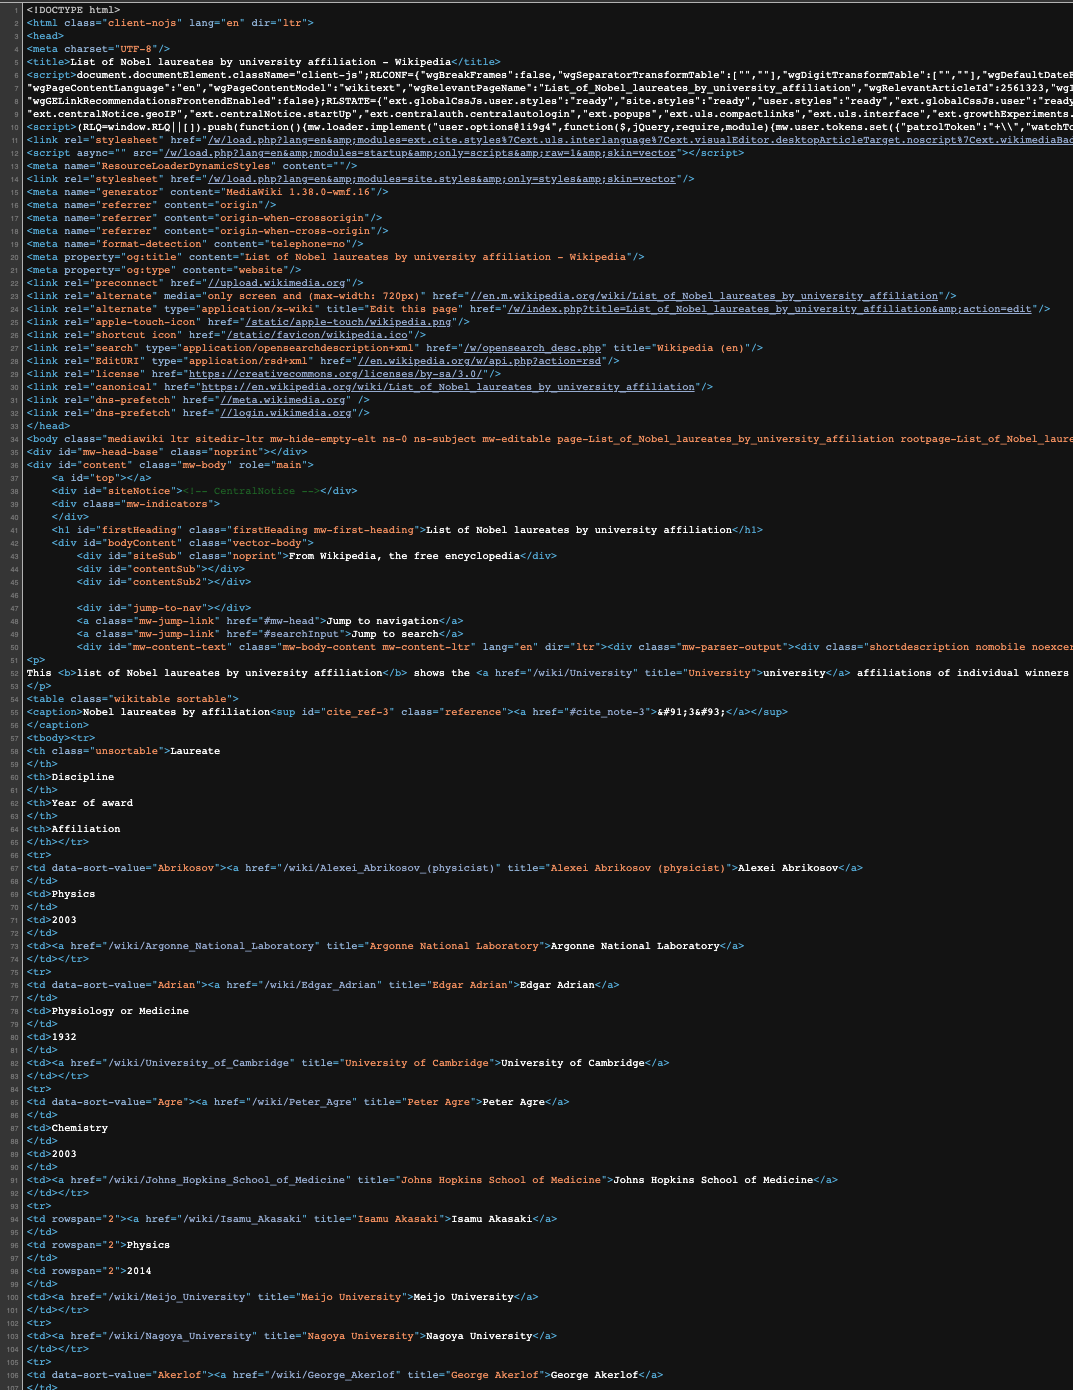 1 <!DOCTYPE html>
2 <html class="client-nojs" lang="en" dir="ltr">
3 <head>
4 <meta charset="UTF-8"/>
5 <title>List of Nobel laureates by university affiliation - Wikipedia</title>
6 <script>document.documentElement.className="client-js";RLCONF={"wgBreakFrames":false,"wgSeparatorTransformTable":["",""],"wgDigitTransformTable":["",""],"wgDefaultDateF
7 "wgPageContentLanguage":"en","wgPageContentModel":"wikitext","wgRelevantPageName":"List_of_Nobel_laureates_by_university_affiliation","wgRelevantArticleId":2561323,"wgI
8 "wgGELinkRecommendationsFrontendEnabled":false};RLSTATE={"ext.globalCssJs.user.styles":"ready","site.styles":"ready","user.styles":"ready","ext.globalCssJs.user":"ready
9 "ext.centralNotice.geoIP","ext.centralNotice.startUp","ext.centralauth.centralautologin","ext.popups","ext.uls.compactlinks","ext.uls.interface","ext.growthExperiments.
10 <script>(RLQ=window.RLQ||[]).push(function(){mw.loader.implement("user.options@1i9g4",function($,jQuery,require,module){mw.user.tokens.set({"patrolToken":"+\\","watchTo
11 <link rel="stylesheet" href="/w/load.php?lang=en&amp;modules=ext.cite.styles%7Cext.uls.interlanguage%7Cext.visualEditor.desktopArticleTarget.noscript%7Cext.wikimediaBad
12 <script async="" src="/w/load.php?lang=en&amp;modules=startup&amp;only=scripts&amp;raw=1&amp;skin=vector"></script>
13 <meta name="ResourceLoaderDynamicStyles" content=""/>
14 <link rel="stylesheet" href="/w/load.php?lang=en&amp;modules=site.styles&amp;only=styles&amp;skin=vector"/>
15 <meta name="generator" content="MediaWiki 1.38.0-wmf.16"/>
16 <meta name="referrer" content="origin"/>
17 <meta name="referrer" content="origin-when-crossorigin"/>
18 <meta name="referrer" content="origin-when-cross-origin"/>
19 <meta name="format-detection" content="telephone=no"/>
20 <meta property="og:title" content="List of Nobel laureates by university affiliation - Wikipedia"/>
21 <meta property="og:type" content="website"/>
22 <link rel="preconnect" href="//upload.wikimedia.org"/>
23 <link rel="alternate" media="only screen and (max-width: 720px)" href="//en.m.wikipedia.org/wiki/List_of_Nobel_laureates_by_university_affiliation"/>
24 <link rel="alternate" type="application/x-wiki" title="Edit this page" href="/w/index.php?title=List_of_Nobel_laureates_by_university_affiliation&amp;action=edit"/>
25 <link rel="apple-touch-icon" href="/static/apple-touch/wikipedia.png"/>
26 <link rel="shortcut icon" href="/static/favicon/wikipedia.ico"/>
27 <link rel="search" type="application/opensearchdescription+xml" href="/w/opensearch_desc.php" title="Wikipedia (en)"/>
28 <link rel="EditURI" type="application/rsd+xml" href="//en.wikipedia.org/w/api.php?action=rsd"/>
29 <link rel="license" href="https://creativecommons.org/licenses/by-sa/3.0/"/>
30 <link rel="canonical" href="https://en.wikipedia.org/wiki/List_of_Nobel_laureates_by_university_affiliation"/>
31 <link rel="dns-prefetch" href="//meta.wikimedia.org" />
32 <link rel="dns-prefetch" href="//login.wikimedia.org"/>
33 </head>
34 <body class="mediawiki ltr sitedir-ltr mw-hide-empty-elt ns-0 ns-subject mw-editable page-List_of_Nobel_laureates_by_university_affiliation rootpage-List_of_Nobel_laure
35 <div id="mw-head-base" class="noprint"></div>
36 <div id="content" class="mw-body" role="main">
37 <a id="top"></a>
38 <div id="siteNotice"><!-- CentralNotice --></div>
39 <div class="mw-indicators">
40 </div>
41 <h1 id="firstHeading" class="firstHeading mw-first-heading">List of Nobel laureates by university affiliation</h1>
42 <div id="bodyContent" class="vector-body">
43 <div id="siteSub" class="noprint">From Wikipedia, the free encyclopedia</div>
44 <div id="contentSub"></div>
45 <div id="contentSub2"></div>
46
47 <div id="jump-to-nav"></div>
48 <a class="mw-jump-link" href="#mw-head">Jump to navigation</a>
49 <a class="mw-jump-link" href="#searchInput">Jump to search</a>
50 <div id="mw-content-text" class="mw-body-content mw-content-ltr" lang="en" dir="ltr"><div class="mw-parser-output"><div class="shortdescription nomobile noexcer
51 <p>
52 This <b>list of Nobel laureates by university affiliation</b> shows the <a href="/wiki/University" title="University">university</a> affiliations of individual winners
53 </p>
54 <table class="wikitable sortable">
55 <caption>Nobel laureates by affiliation<sup id="cite_ref-3" class="reference"><a href="#cite_note-3">&#91;3&#93;</a></sup>
56 </caption>
57 <tbody><tr>
58 <th class="unsortable">Laureate
59 </th>
60 <th>Discipline
61 </th>
62 <th>Year of award
63 </th>
64 <th>Affiliation
65 </th></tr>
66 <tr>
67 <td data-sort-value="Abrikosov"><a href="/wiki/Alexei_Abrikosov_(physicist)" title="Alexei Abrikosov (physicist)">Alexei Abrikosov</a>
68 </td>
69 <td>Physics
70 </td>
71 <td>2003
72 </td>
73 <td><a href="/wiki/Argonne_National_Laboratory" title="Argonne National Laboratory">Argonne National Laboratory</a>
74 </td></tr>
75 <tr>
76 <td data-sort-value="Adrian"><a href="/wiki/Edgar_Adrian" title="Edgar Adrian">Edgar Adrian</a>
77 </td>
78 <td>Physiology or Medicine
79 </td>
80 <td>1932
81 </td>
82 <td><a href="/wiki/University_of_Cambridge" title="University of Cambridge">University of Cambridge</a>
83 </td></tr>
84 <tr>
85 <td data-sort-value="Agre"><a href="/wiki/Peter_Agre" title="Peter Agre">Peter Agre</a>
86 </td>
87 <td>Chemistry
88 </td>
89 <td>2003
90 </td>
91 <td><a href="/wiki/Johns_Hopkins_School_of_Medicine" title="Johns Hopkins School of Medicine">Johns Hopkins School of Medicine</a>
92 </td></tr>
93 <tr>
94 <td rowspan="2"><a href="/wiki/Isamu_Akasaki" title="Isamu Akasaki">Isamu Akasaki</a>
95 </td>
96 <td rowspan="2">Physics
97 </td>
98 <td rowspan="2">2014
99 </td>
100 <td><a href="/wiki/Meijo_University" title="Meijo University">Meijo University</a>
101 </td></tr>
102 <tr>
103 <td><a href="/wiki/Nagoya_University" title="Nagoya University">Nagoya University</a>
104 </td></tr>
105 <tr>
106 <td data-sort-value="Akerlof"><a href="/wiki/George_Akerlof" title="George Akerlof">George Akerlof</a>
107 </td>